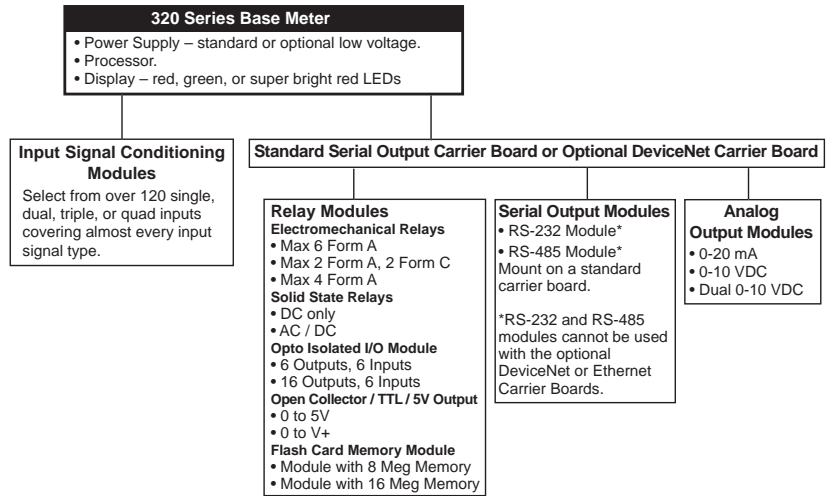 320 Series Base Meter
• Power Supply – standard or optional low voltage.
• Processor.
• Display – red, green, or super bright red LEDs
Input Signal Conditioning
Modules
Select from over 120 single,
dual, triple, or quad inputs
covering almost every input
signal type.
Standard Serial Output Carrier Board or Optional DeviceNet Carrier Board
Relay Modules
Electromechanical Relays
• Max 6 Form A
• Max 2 Form A, 2 Form C
• Max 4 Form A
Solid State Relays
• DC only
• AC / DC
Opto Isolated I/O Module
• 6 Outputs, 6 Inputs
• 16 Outputs, 6 Inputs
Open Collector / TTL / 5V Output
• 0 to 5V
• 0 to V+
Flash Card Memory Module
• Module with 8 Meg Memory
• Module with 16 Meg Memory
Serial Output Modules
• RS-232 Module*
• RS-485 Module*
Mount on a standard
carrier board.
*RS-232 and RS-485
modules cannot be used
with the optional
DeviceNet or Ethernet
Carrier Boards.
Analog
Output Modules
• 0-20 mA
• 0-10 VDC
• Dual 0-10 VDC